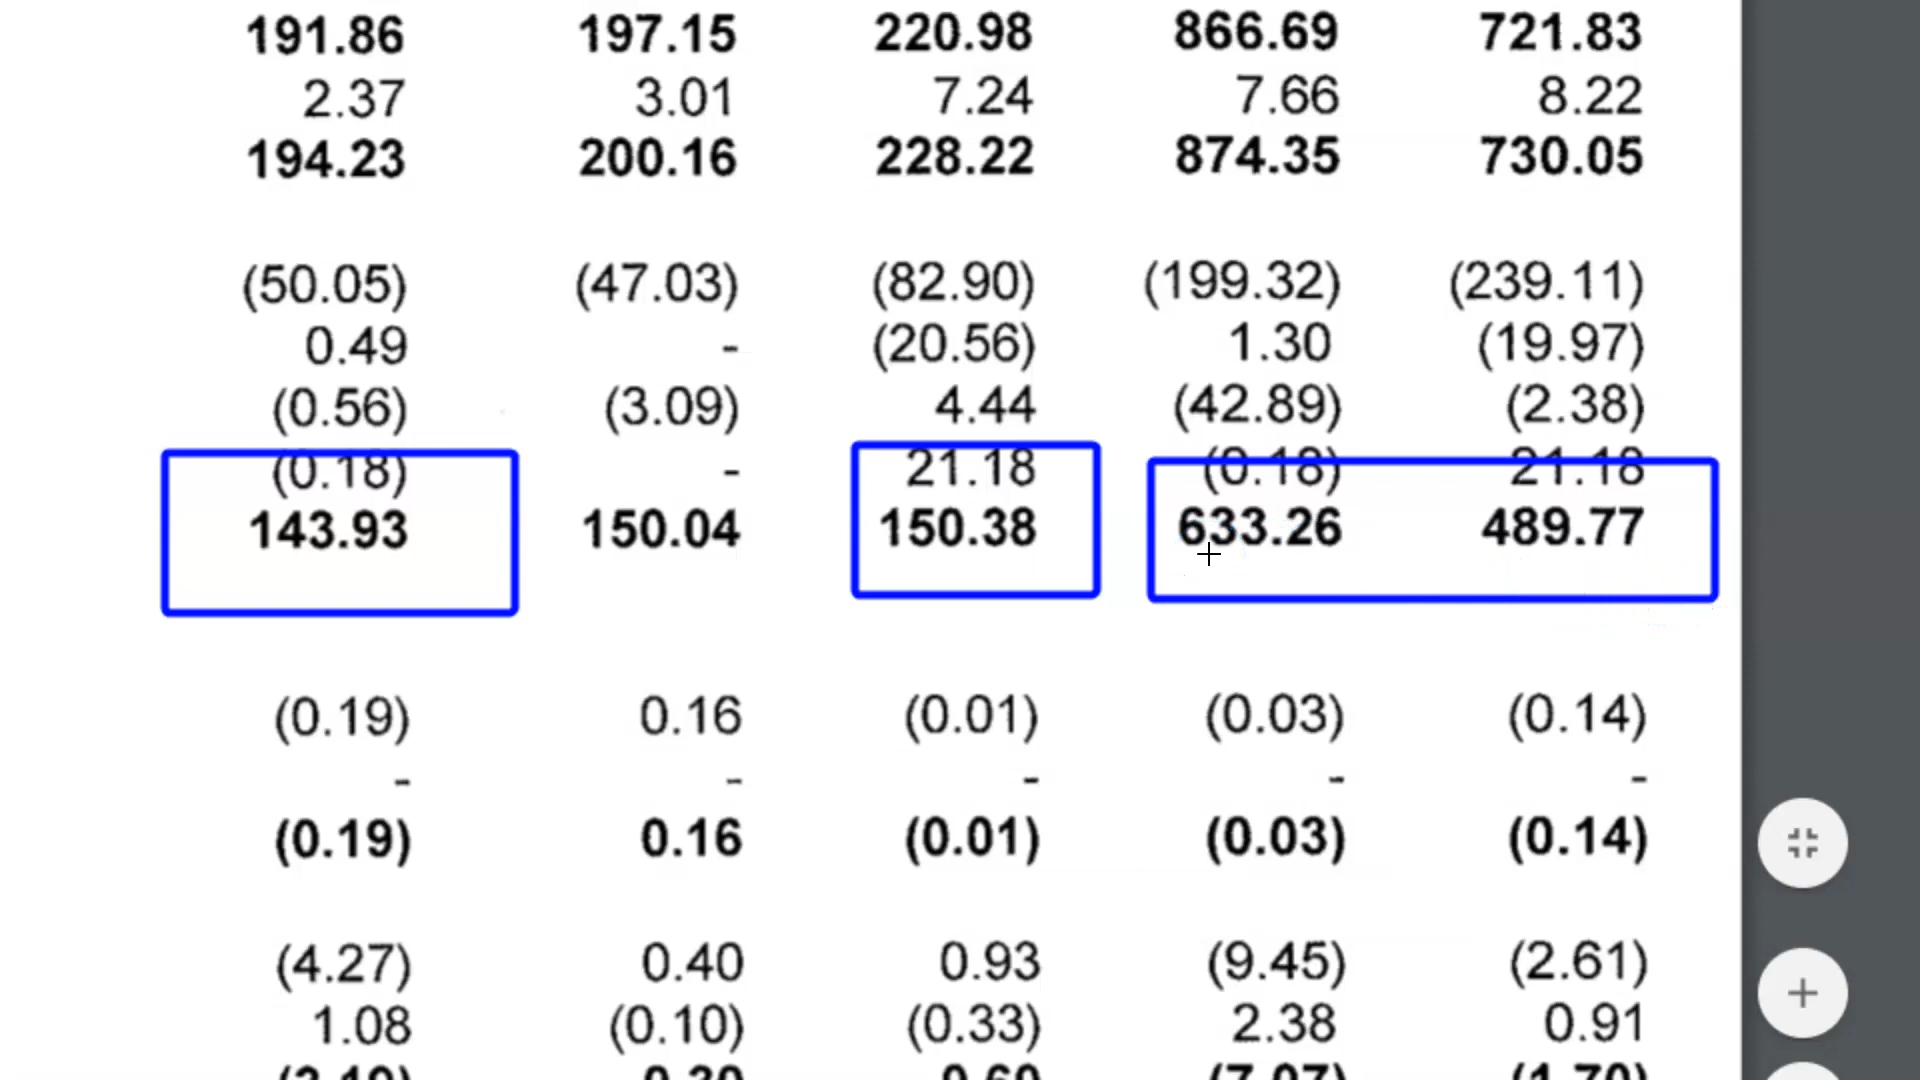 191.86 197.15 220.98 866.69 721.83
2.37 3.01 7.24 7.66 8.22
194.23 200.16 228.22 874.35 730.05
(50.05) (47.03) (82.90) (199.32) (239.11)
0.49 - (20.56) 1.30 (19.97)
(0.56) (3.09) 4.44 (42.89) (2.38)
(0.18) - 21.18 (0.18) 21.18
143.93 150.04 150.38 633.26 489.77
(0.19) 0.16 (0.01) (0.03) (0.14)
- - - - -
(0.19) 0.16 (0.01) (0.03) (0.14)
(4.27) 0.40 0.93 (9.45) (2.61)
1.08 (0.10) (0.33) 2.38 0.91